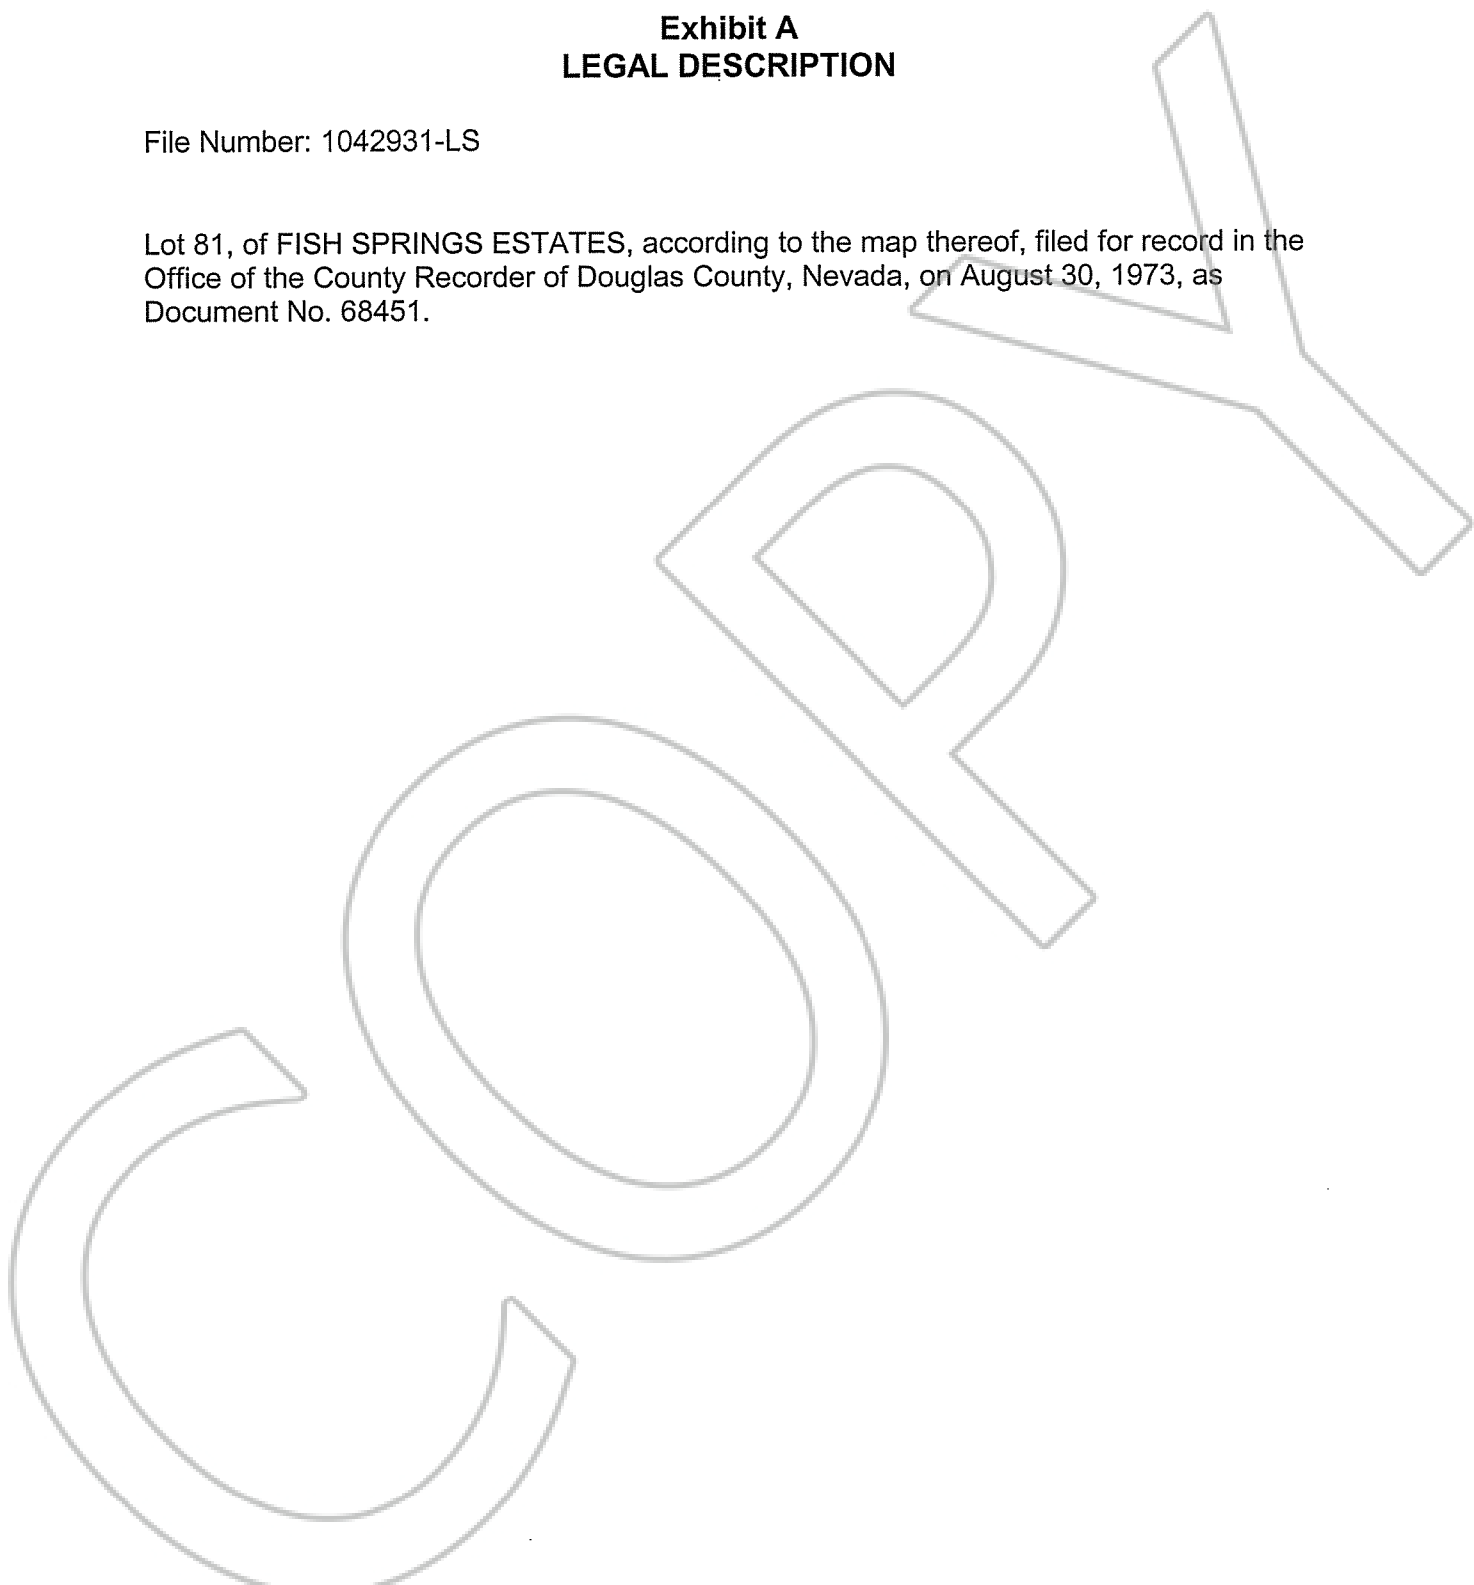 Exhibit A
LEGAL DESCRIPTION
File Number: 1042931-LS
Lot 81, of FISH SPRINGS ESTATES, according to the map thereof, filed for record in the
Office of the County Recorder of Douglas County, Nevada, on August 30, 1973, as
Document No. 68451.
COPY